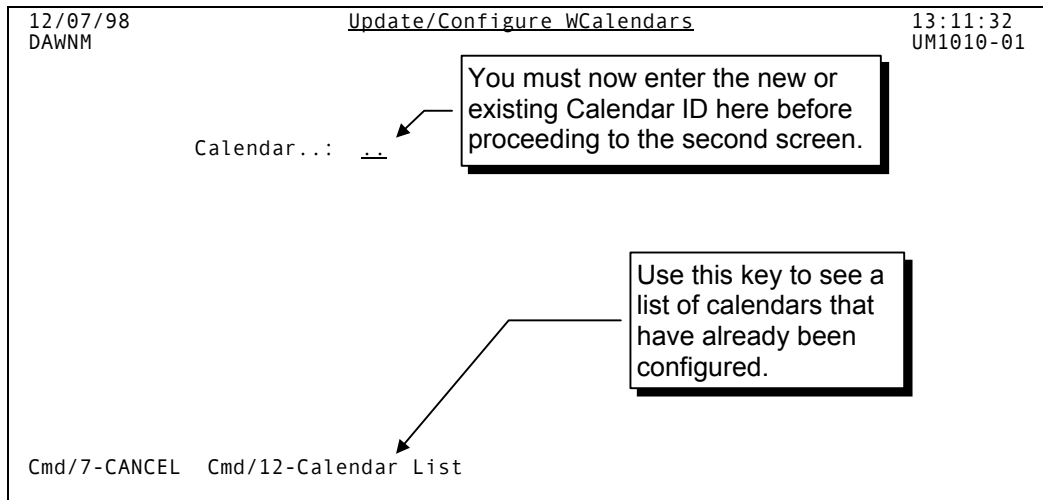 12/07/98 Update/Configure WCalendars 13:11:32
DAWNM UM1010-01
You must now enter the new or
existing Calendar ID here before
proceeding to the second screen.
Calendar..: ..
Use this key to see a
list of calendars that
have already been
configured.
Cmd/7-CANCEL Cmd/12-Calendar List